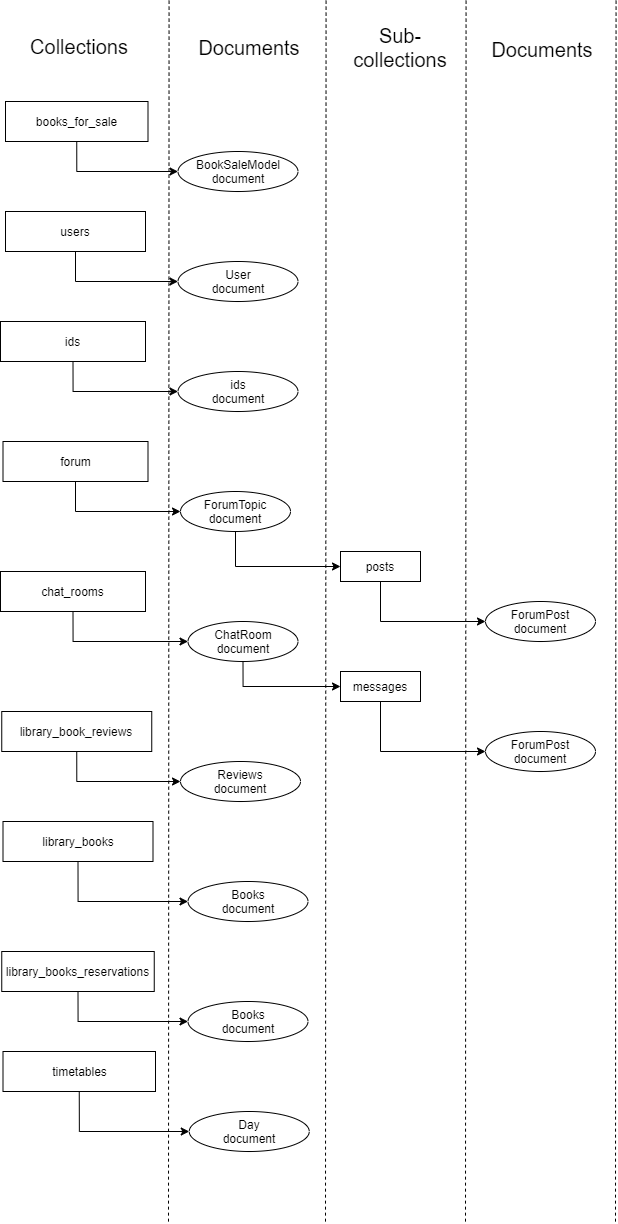 Collections
Documents
Sub-
collections
Documents
books_for_sale
BookSaleModel
document
users
User
document
ids
ids
document
forum
ForumTopic
document
posts
ForumPost
document
chat_rooms
ChatRoom
document
messages
ForumPost
document
library_book_reviews
Reviews
document
library_books
Books
document
library_books_reservations
Books
document
timetables
Day
document